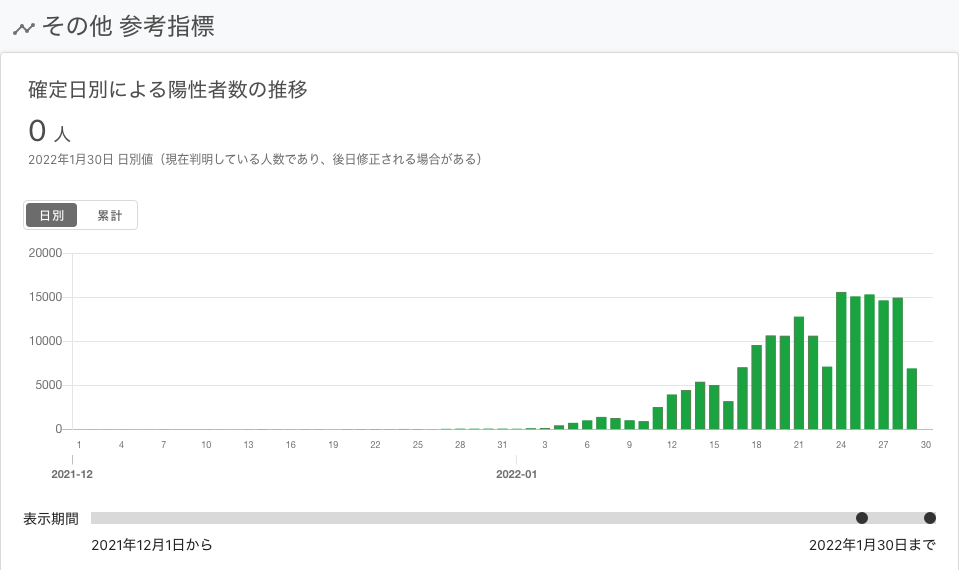 その他 参考指標
確定日別による陽性者数の推移
0 人
2022年1月30日 日別値（現在判明している人数であり、後日修正される場合がある）
日別 累計
20000
15000
10000
5000
0
1 4 7 10 13 16 19 22 25 28 31 3 6 9 12 15 18 21 24 27 30
2021-12 2022-01
表示期間
2021年12月1日から 2022年1月30日まで